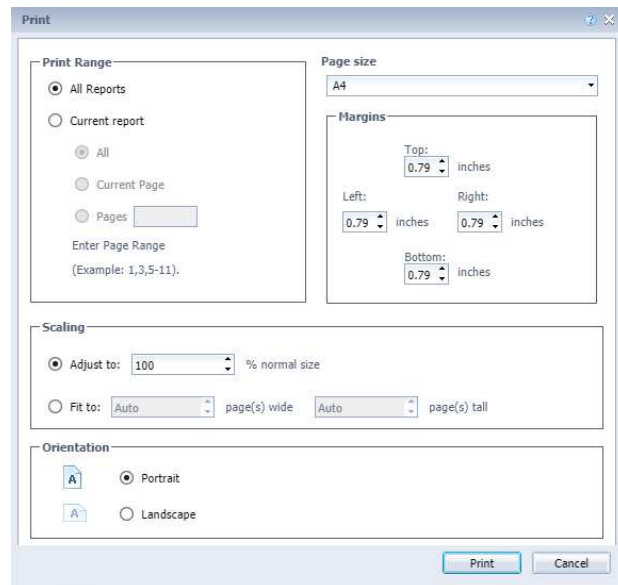 Print
Print Range
All Reports
Current report
All
Current Page
Pages
Enter Page Range
(Example: 1,3,5-11).
Page size
A4
Margins
Top:
0.79 inches
Left: Right:
0.79 inches 0.79 inches
Bottom:
0.79 inches
Scaling
Adjust to: 100 % normal size
Fit to: Auto page(s) wide Auto page(s) tall
Orientation
A Portrait
A Landscape
Print Cancel